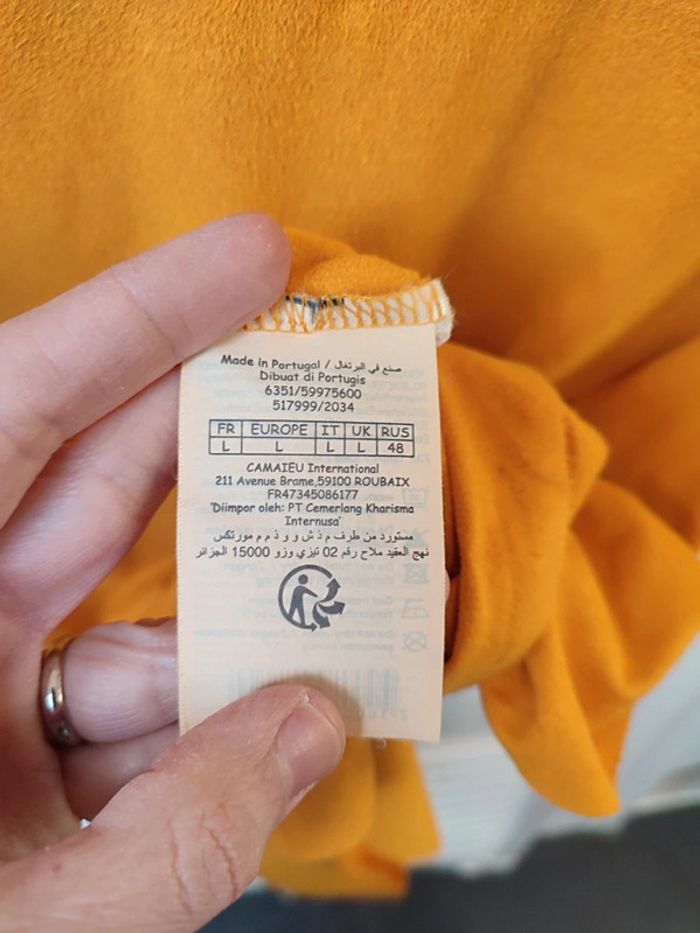 Made in Portugal / صنع في البرتغال
Dibuat di Portugis
6351/59975600
517999/2034
FR EUROPE IT UK RUS
L L L L 48
CAMAIEU International
211 Avenue Brame,59100 ROUBAIX
FR47345086177
'Diimpor oleh: PT Cemerlang Kharisma
Internusa'
مستورد من طرف م ذ ش و و ذ م م مورتكس
نهج العقيد ملاح رقم 02 تيزي وزو 15000 الجزائر